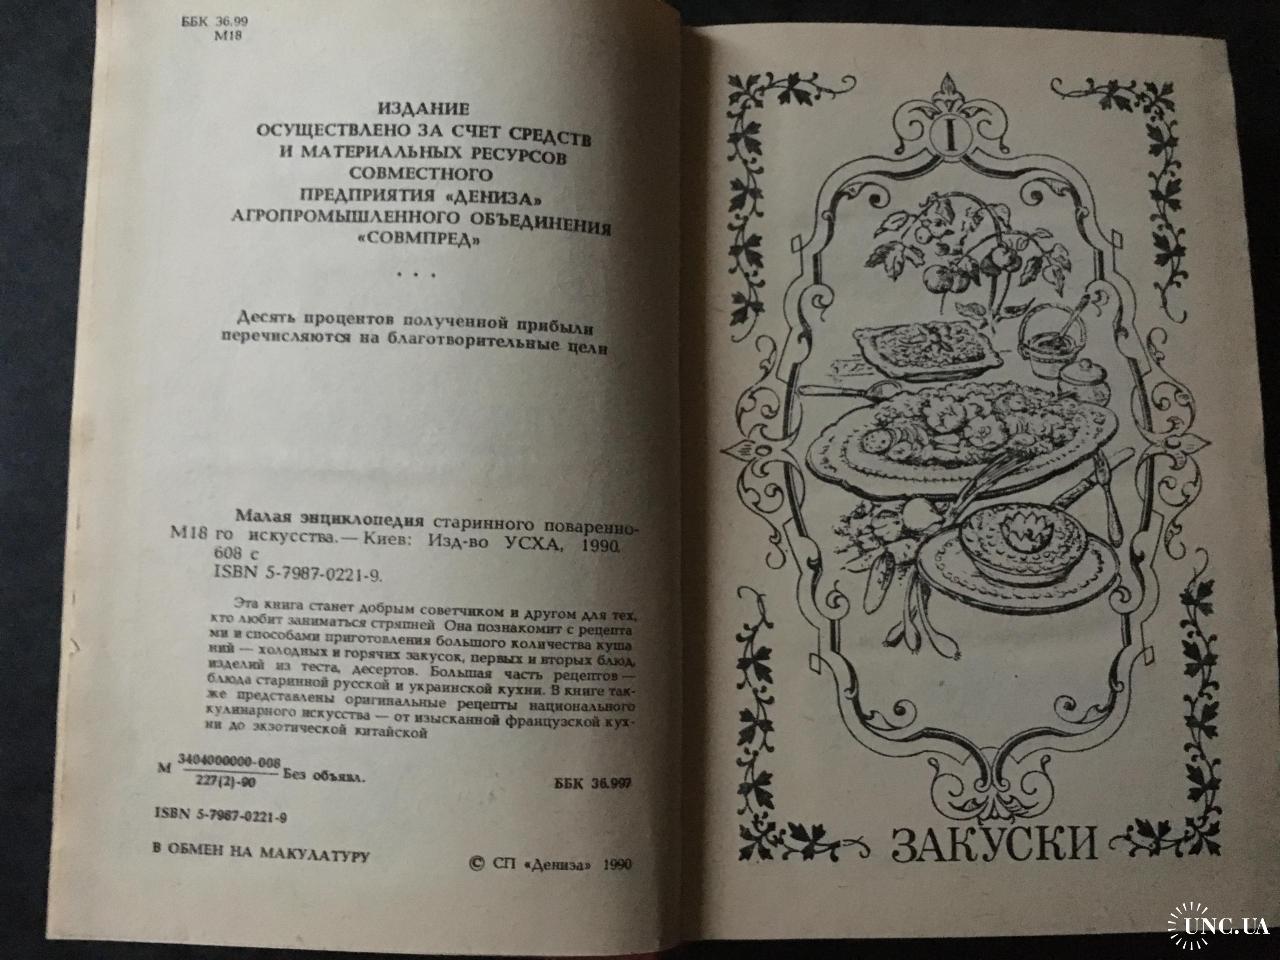 ББК 36.99
М18
ИЗДАНИЕ
ОСУЩЕСТВЛЕНО ЗА СЧЕТ СРЕДСТВ
И МАТЕРИАЛЬНЫХ РЕСУРСОВ
СОВМЕСТНОГО
ПРЕДПРИЯТИЯ «ДЕНИЗА»
АГРОПРОМЫШЛЕННОГО ОБЪЕДИНЕНИЯ
«СОВМПРЕД»
. . .
Десять процентов полученной прибыли
перечисляются на благотворительные цели
Малая энциклопедия старинного поваренно-
М18 го искусства.— Киев: Изд-во УСХА, 1990.
608 с
ISBN 5-7987-0221-9.
Эта книга станет добрым советчиком и другом для тех,
кто любит заниматься стряпней Она познакомит с рецепта
ми и способами приготовления большого количества куша
ний — холодных и горячих закусок, первых и вторых блюд,
изделий из теста, десертов. Большая часть рецептов —
блюда старинной русской и украинской кухни. В книге так-
же представлены оригинальные рецепты национального
кулинарного искусства — от изысканной французской кух-
ни до экзотической китайской
М 3404000000-008
227(2)-90 Без объявл.
ББК 36.997
ISBN 5-7987-0221-9
В ОБМЕН НА МАКУЛАТУРУ
© СП «Дениза» 1990
I
ЗАКУСКИ
UNC.UA